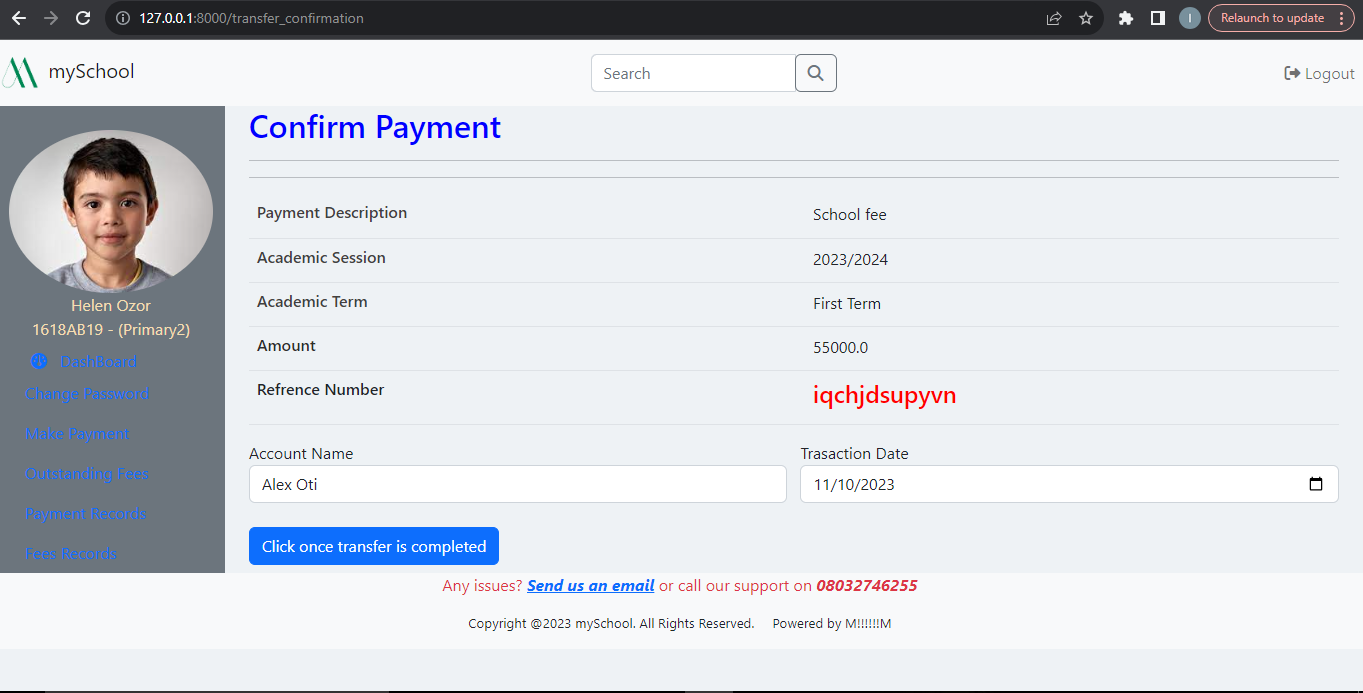 127.0.0.1:8000/transfer_confirmation
Relaunch to update
I
mySchool
Search
Logout
Confirm Payment
Helen Ozor
1618AB19 - (Primary2)
DashBoard
Change Password
Make Payment
Outstanding Fees
Payment Records
Fees Records
Payment Description School fee
Academic Session 2023/2024
Academic Term First Term
Amount 55000.0
Refrence Number iqchjdsupyvn
Account Name Trasaction Date
Alex Oti 11/10/2023
Click once transfer is completed
Any issues? Send us an email or call our support on 08032746255
Copyright @2023 mySchool. All Rights Reserved. Powered by M!!!!!!M